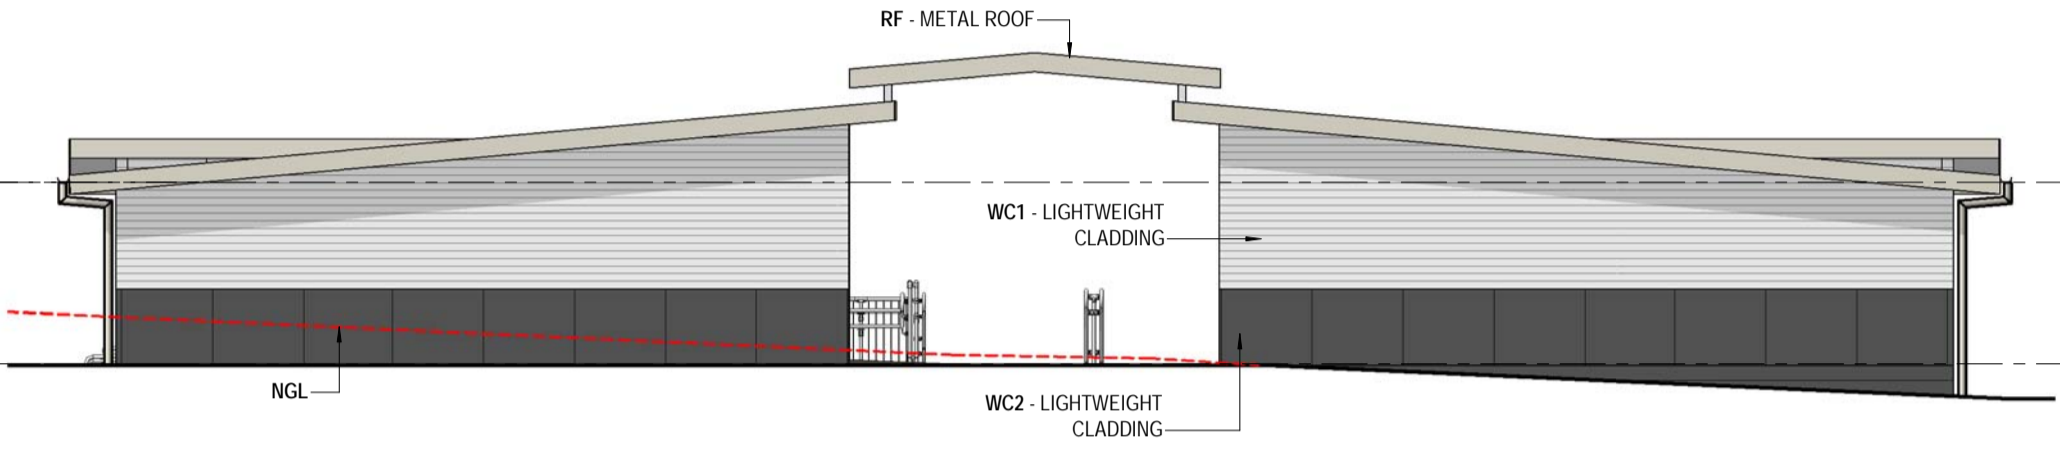 RF - METAL ROOF
WC1 - LIGHTWEIGHT
CLADDING
NGL
WC2 - LIGHTWEIGHT
CLADDING